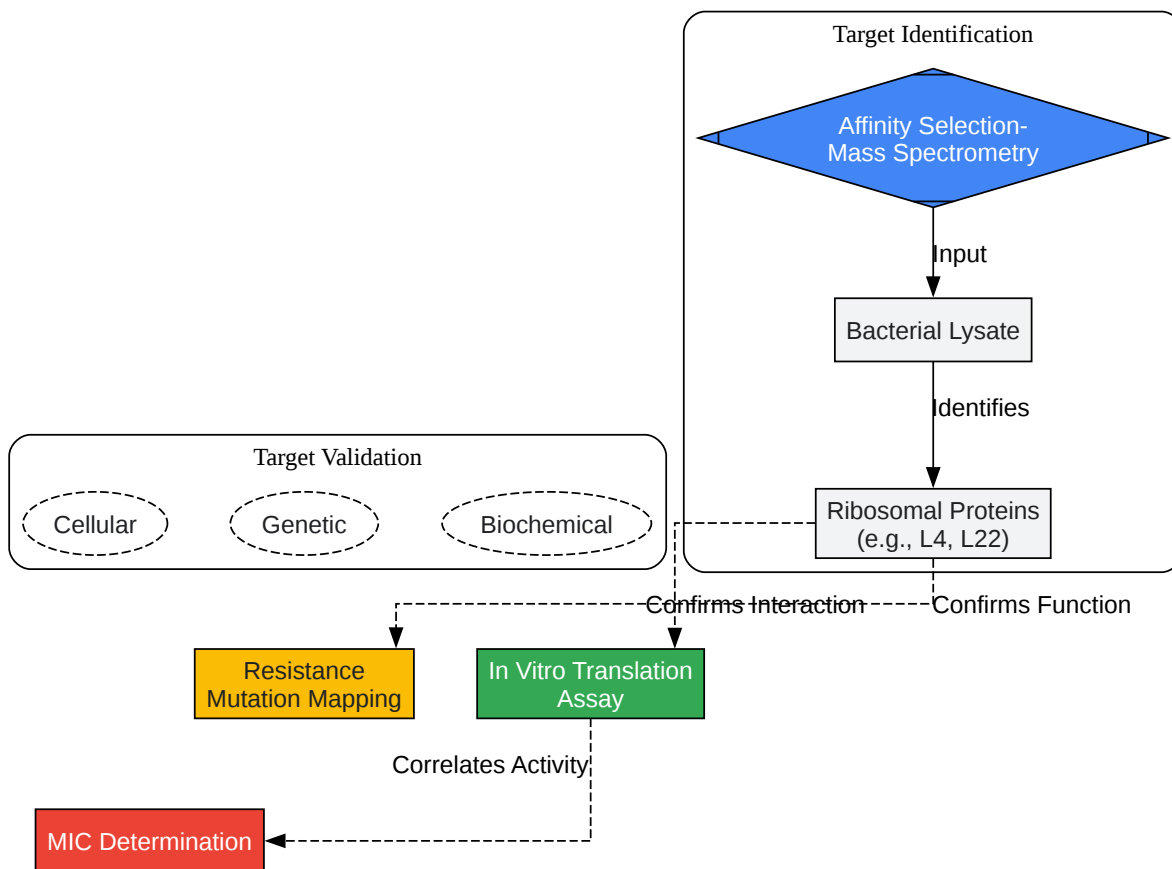 Target Identification
Affinity Selection-
Mass Spectrometry
Input
Bacterial Lysate
Identifies
Target Validation
Cellular
Genetic
Biochemical
Ribosomal Proteins
(e.g., L4, L22)
Confirms Interaction
Confirms Function
Resistance
Mutation Mapping
In Vitro Translation
Assay
Correlates Activity
MIC Determination